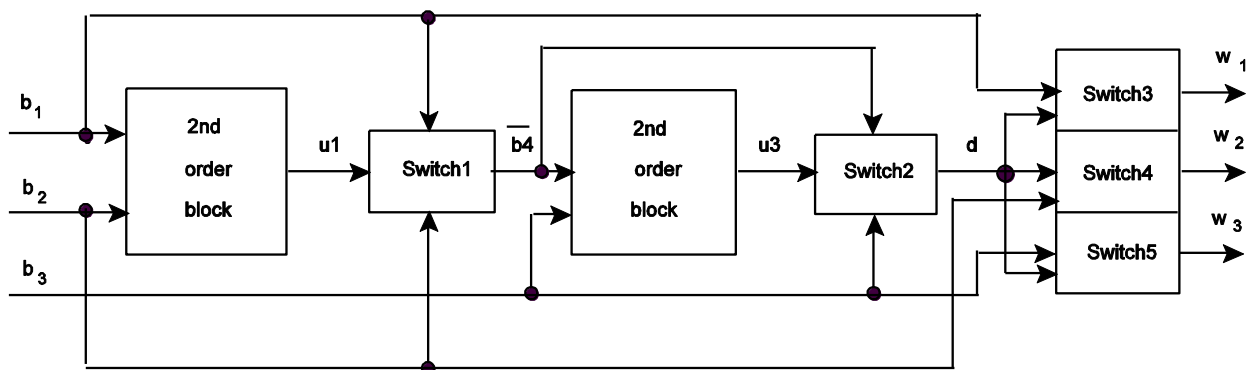 b1
b2
b3
2nd
order
block
u1
Switch1
b̅4̅
2nd
order
block
u3
Switch2
d
Switch3
Switch4
Switch5
w1
w2
w3